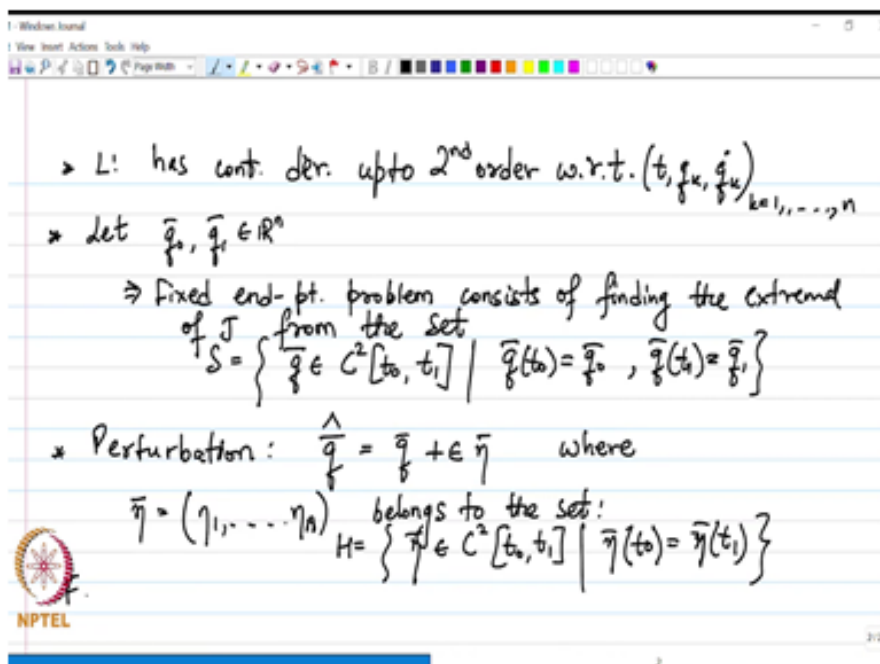 - Windows Journal
View Insert Actions Tools Help
Page Width B I
> L: has cont. der. upto 2nd order w.r.t. (t, q_k, q̇_k) k=1,, ...., n
* Let q̄₀, q̄₁ ∈ ℝⁿ
⇒ Fixed end-pt. problem consists of finding the extremal
of J from the set
S = { q̄ ∈ C²[t₀, t₁] | q̄(t₀) = q̄₀ , q̄(t₁) = q̄₁ }
* Perturbation: q̄̂ = q̄ + ∈ η̄ where
η̄ = (η₁, .... ηₙ) belongs to the set:
H = { η̄ ∈ C²[t₀, t₁] | η̄(t₀) = η̄(t₁) }
F.
NPTEL